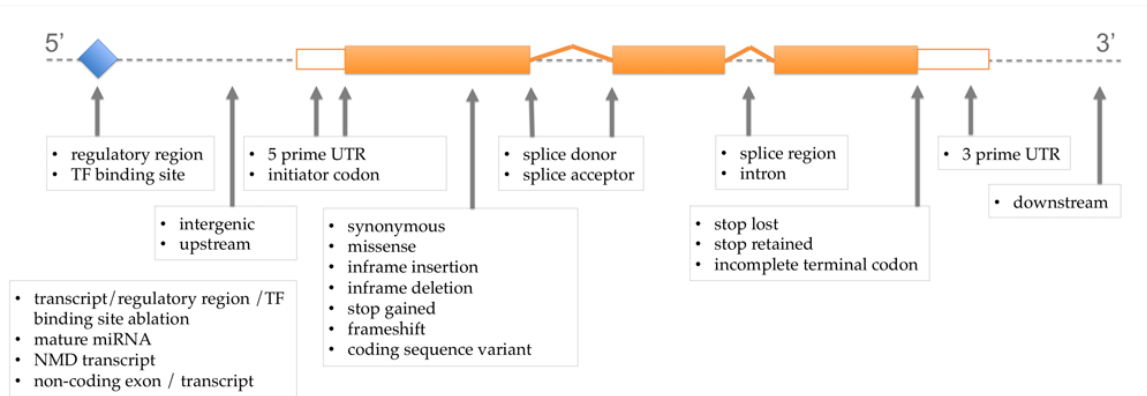 5’
3’
• regulatory region
• TF binding site
• 5 prime UTR
• initiator codon
• splice donor
• splice acceptor
• splice region
• intron
• 3 prime UTR
• intergenic
• upstream
• synonymous
• missense
• inframe insertion
• inframe deletion
• stop gained
• frameshift
• coding sequence variant
• stop lost
• stop retained
• incomplete terminal codon
• downstream
• transcript/regulatory region /TF
binding site ablation
• mature miRNA
• NMD transcript
• non-coding exon / transcript